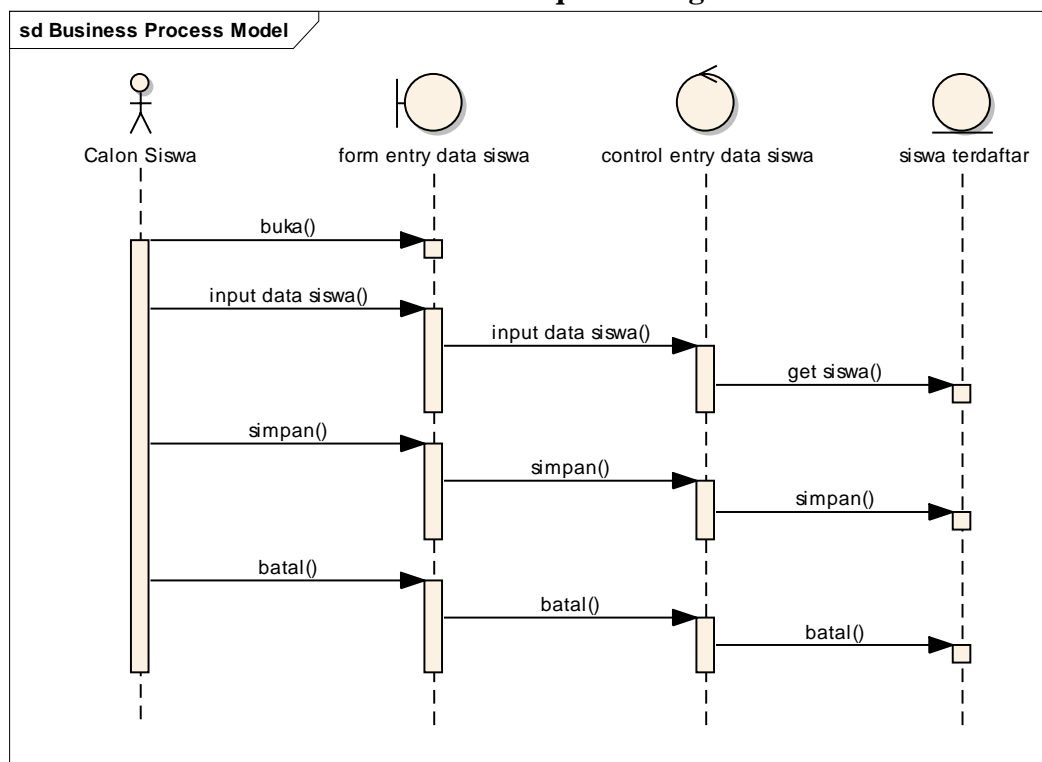 sd Business Process Model
Calon Siswa
form entry data siswa
control entry data siswa
siswa terdaftar
buka()
input data siswa()
input data siswa()
get siswa()
simpan()
simpan()
simpan()
batal()
batal()
batal()